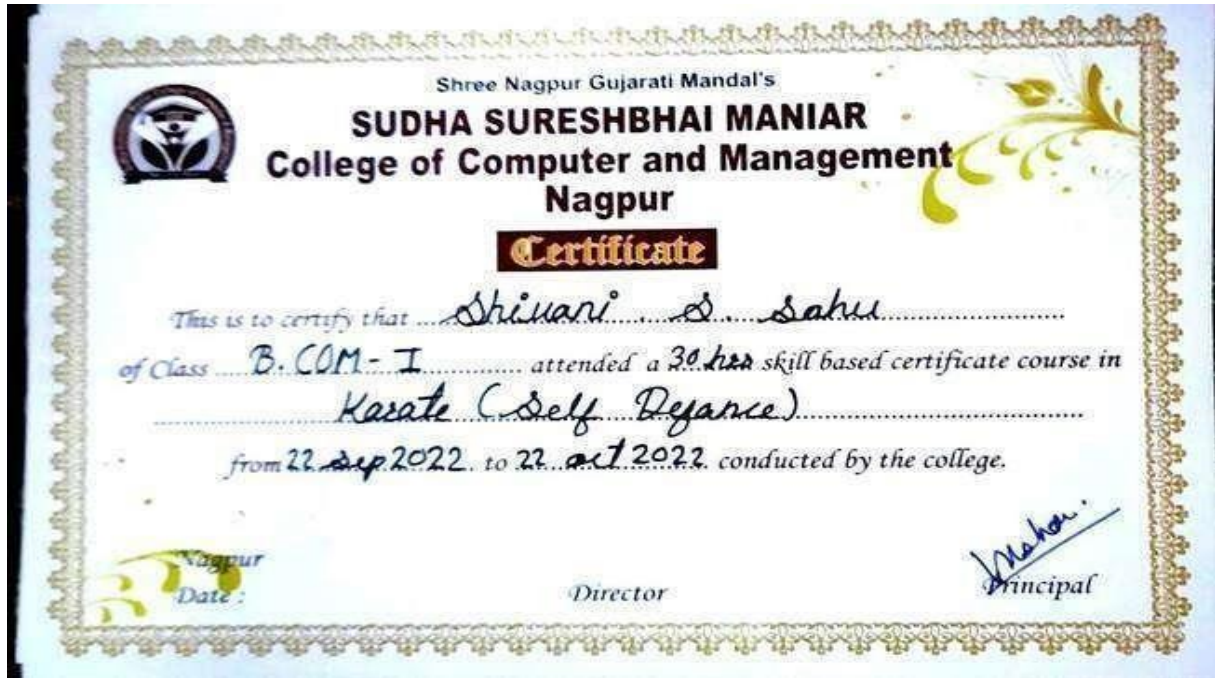 Shree Nagpur Gujarati Mandal's
SUDHA SURESHBHAI MANIAR
College of Computer and Management
Nagpur
Certificate
This is to certify that Shivani S. Sahu
of Class B.COM-I attended a 30 hrs skill based certificate course in
Karate (Self Defance)
from 22 sep 2022 to 22 oct 2022 conducted by the college.
Nagpur
Date :
Director
Principal